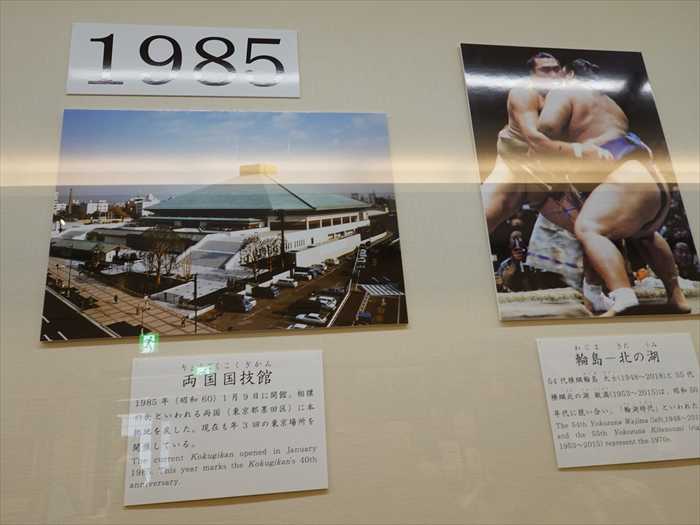 1985
りょうごくこくぎかん
両国国技館
1985 年（昭和 60）1 月 9 日に開館。相撲
の といわれる両国（東京都墨田区）に本
拠地を戻した。現在も年 3 回の東京場所を
開催している。
The current Kokugikan opened in January
1985. This year marks the Kokugikan's 40th
anniversary.
わじま きた うみ
輪島－北の湖
54 代横綱輪島 大士(1948～2018)と 55 代
横綱北の湖 敏満(1953～2015)は、昭和 50
年代に競い合い、「輪湖時代」といわれた
The 54th Yokozuna Wajima (left,1948～201
and the 55th Yokozuna Kitanoumi (rig
1953～2015) represent the 1970s.